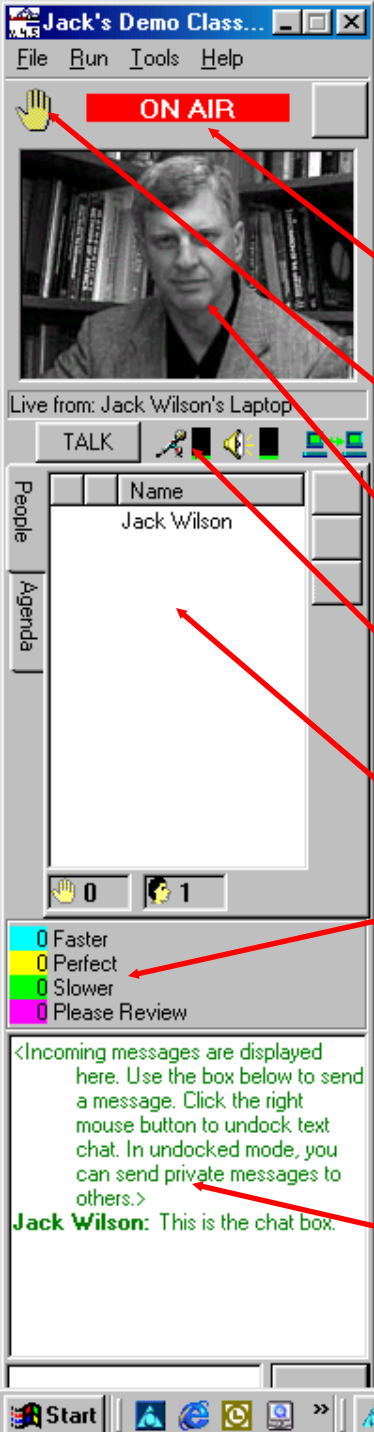 Jack's Demo Class...
v.4.5
File Run Tools Help
ON AIR
Live from: Jack Wilson's Laptop
TALK
People
Agenda
Name
Jack Wilson
0
1
0 Faster
0 Perfect
0 Slower
0 Please Review
<Incoming messages are displayed
here. Use the box below to send
a message. Click the right
mouse button to undock text
chat. In undocked mode, you
can send private messages to
others.>
Jack Wilson: This is the chat box.
Start
»